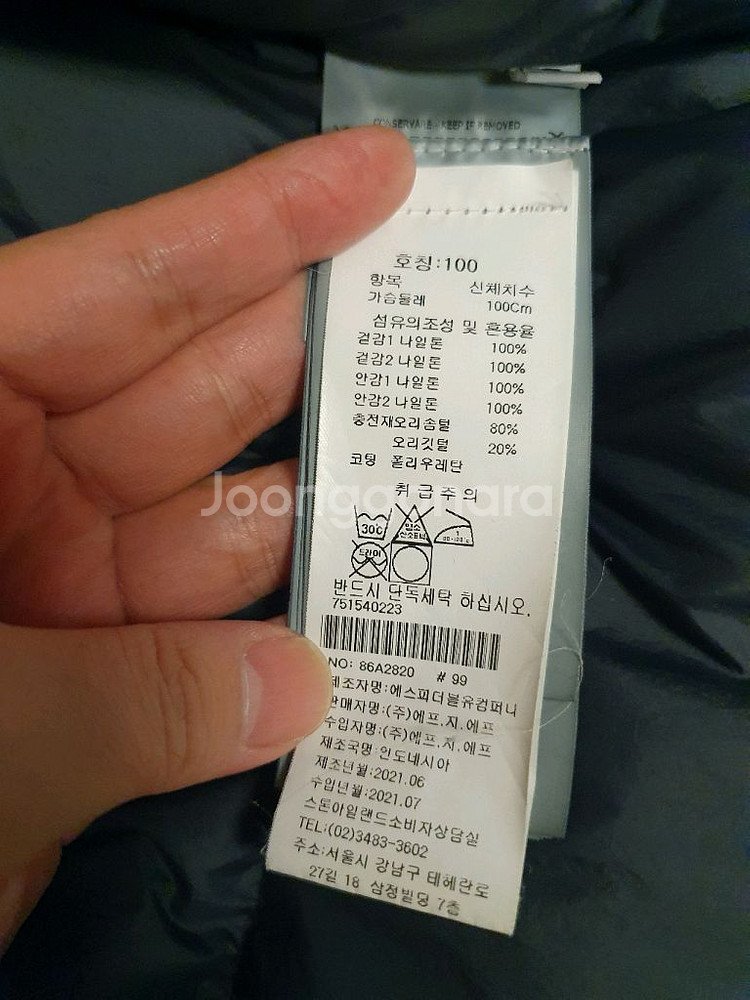 CONSERVARE - KEEP IF REMOVED
호칭:100
항목 신체치수
가슴둘레 100Cm
섬유의조성 및 혼용율
겉감1 나일론 100%
겉감2 나일론 100%
안감1 나일론 100%
안감2 나일론 100%
충전재오리솜털 80%
오리깃털 20%
코팅 폴리우레탄
Joonggonara
취급주의
30℃
염소
산소표백
1
드라이
반드시 단독세탁 하십시오.
751540223
NO: 86A2820 # 99
제조자명:에스피더블유컴퍼니
판매자명:(주)에프.지.에프
수입자명:(주)에프.지.에프
제조국명:인도네시아
제조년월:2021.06
수입년월:2021.07
스톤아일랜드소비자상담실
TEL:(02)3483-3602
주소:서울시 강남구 테헤란로
27길 18 삼정빌딩 7층